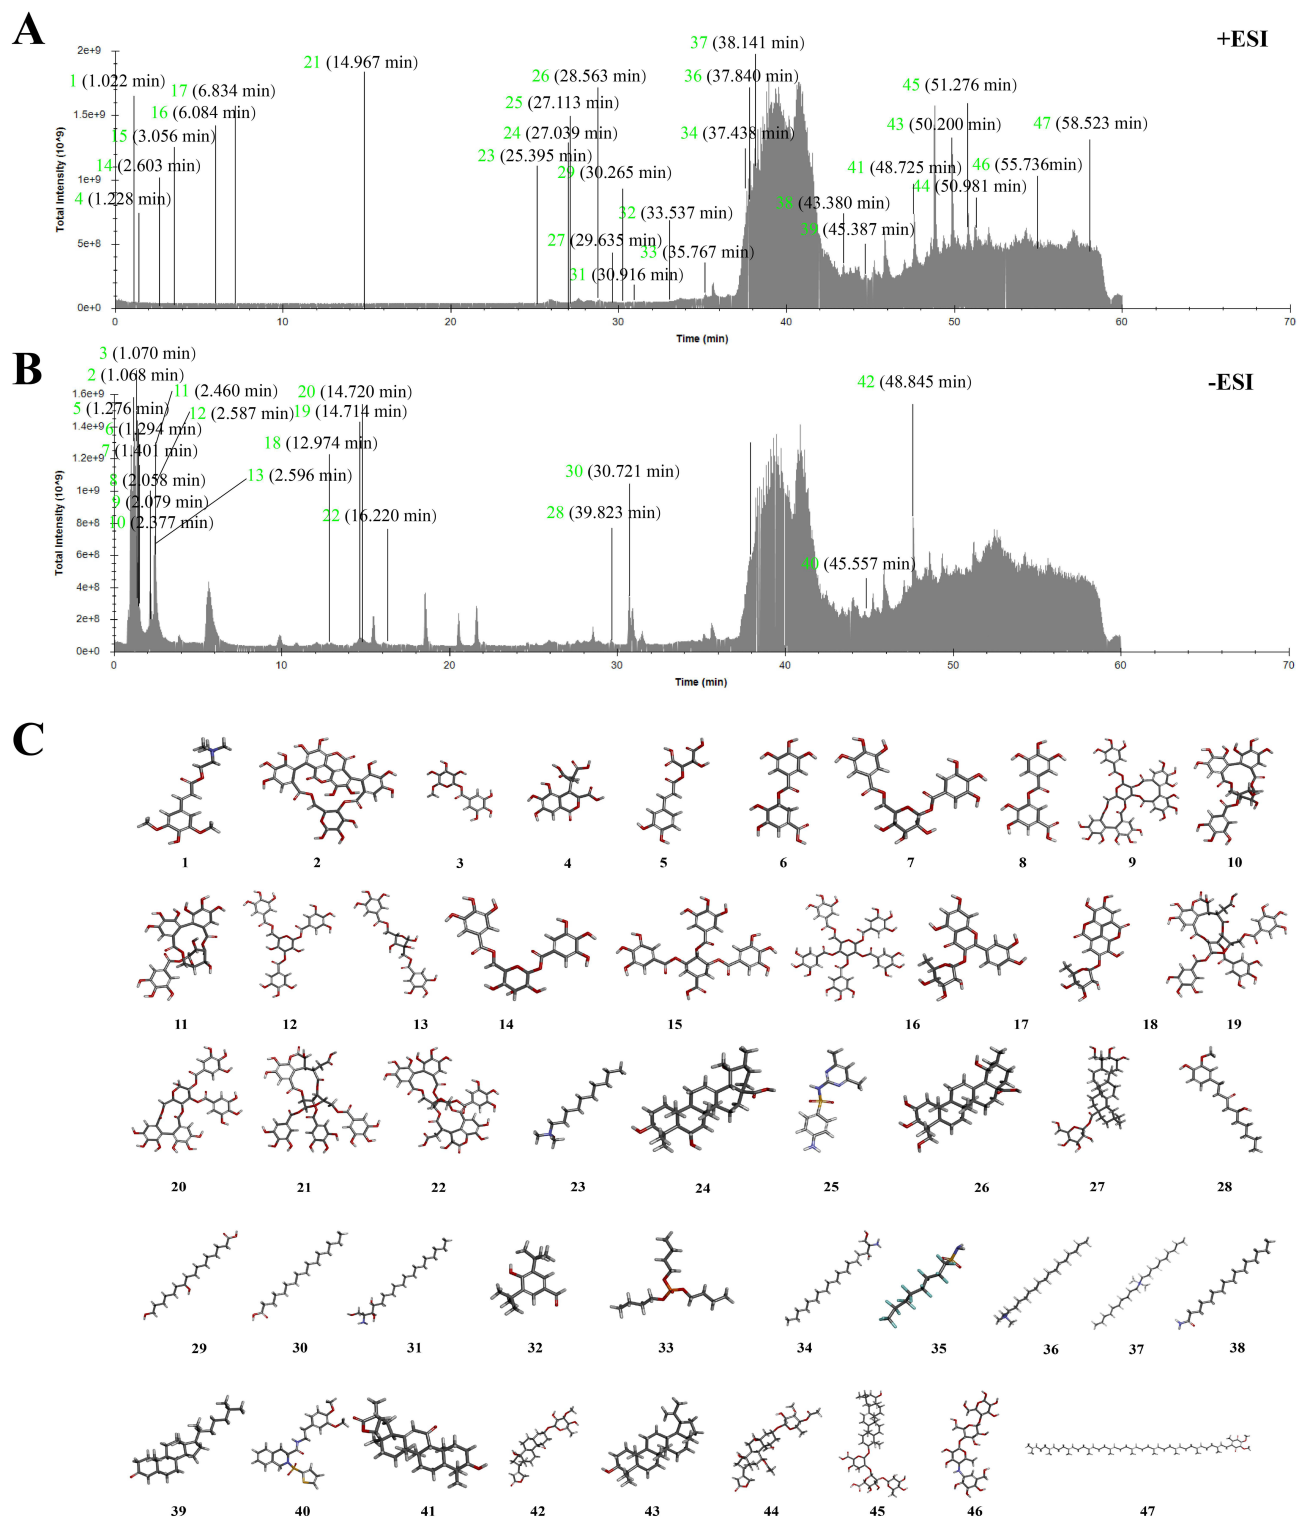 A
+ESI
Total Intensity (10^9)
2e+9
1.5e+9
1e+9
5e+8
0e+0
37 (38.141 min)
21 (14.967 min)
1 (1.022 min)
17 (6.834 min)
26 (28.563 min)
36 (37.840 min)
45 (51.276 min)
16 (6.084 min)
25 (27.113 min)
15 (3.056 min)
24 (27.039 min)
34 (37.438 min)
43 (50.200 min)
47 (58.523 min)
14 (2.603 min)
23 (25.395 min)
29 (30.265 min)
41 (48.725 min)
46 (55.736min)
4 (1.228 min)
44 (50.981 min)
32 (33.537 min)
38 (43.380 min)
27 (29.635 min)
33 (35.767 min)
39 (45.387 min)
31 (30.916 min)
0 10 20 30 40 50 60 70
Time (min)
B
-ESI
Total Intensity (10^9)
1.6e+9
1.4e+9
1.2e+9
1e+9
8e+8
6e+8
4e+8
2e+8
0e+0
3 (1.070 min)
2 (1.068 min)
11 (2.460 min)
20 (14.720 min)
42 (48.845 min)
5 (1.276 min)
12 (2.587 min)
19 (14.714 min)
6 (1.294 min)
7 (1.401 min)
18 (12.974 min)
8 (2.058 min)
13 (2.596 min)
30 (30.721 min)
9 (2.079 min)
10 (2.377 min)
22 (16.220 min)
28 (39.823 min)
40 (45.557 min)
0 10 20 30 40 50 60 70
Time (min)
C
1 2 3 4 5 6 7 8 9 10
11 12 13 14 15 16 17 18 19
20 21 22 23 24 25 26 27 28
29 30 31 32 33 34 35 36 37 38
39 40 41 42 43 44 45 46 47